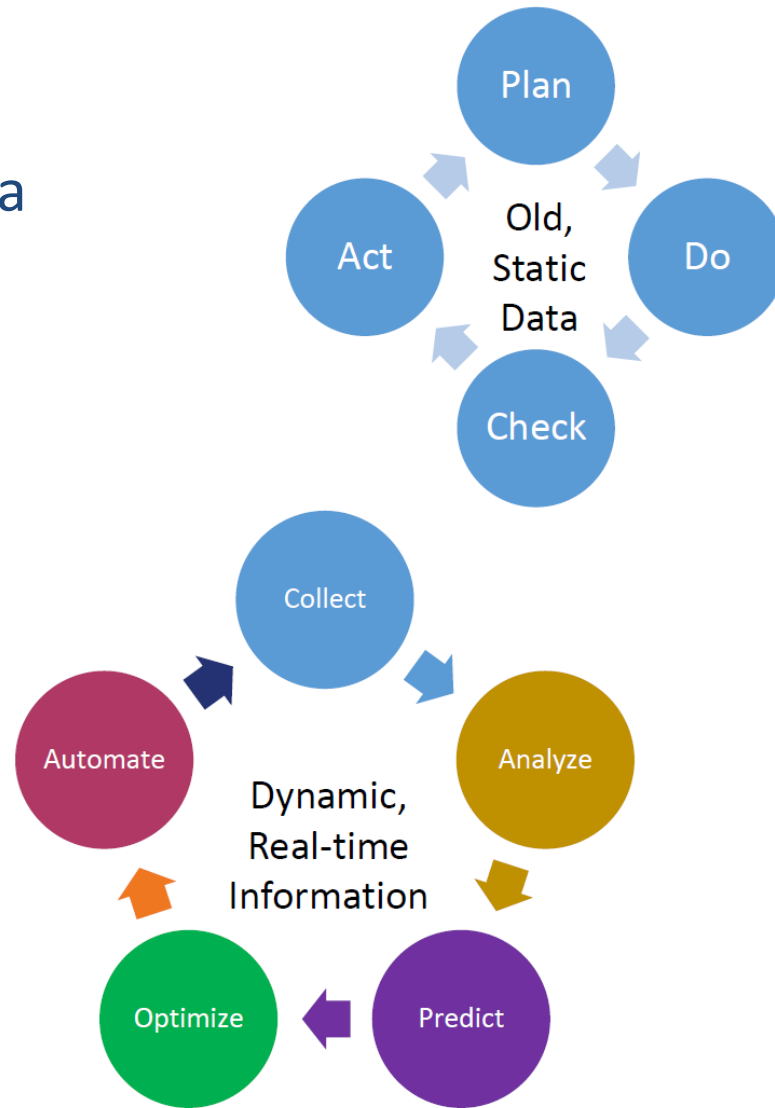 a
Plan
Act
Old,
Static
Data
Do
Check
Collect
Automate
Analyze
Dynamic,
Real-time
Information
Optimize
Predict